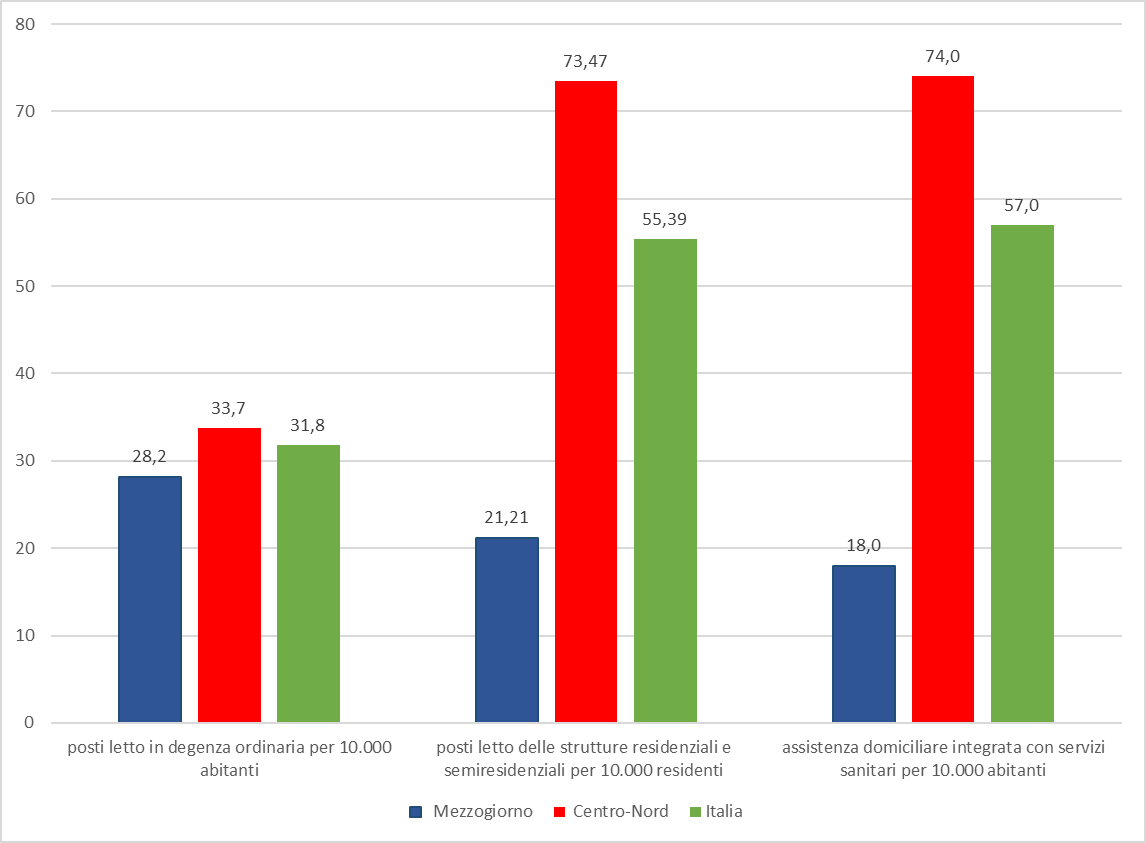 80
70
60
50
40
30
20
10
0
28,2
33,7
31,8
21,21
73,47
55,39
18,0
74,0
57,0
posti letto in degenza ordinaria per 10.000
abitanti
posti letto delle strutture residenziali e
semiresidenziali per 10.000 residenti
assistenza domiciliare integrata con servizi
sanitari per 10.000 abitanti
Mezzogiorno
Centro-Nord
Italia